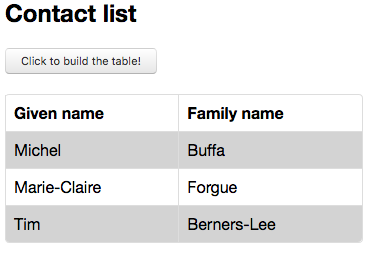 Contact list
Click to build the table!
Given name Family name
Michel Buffa
Marie-Claire Forgue
Tim Berners-Lee